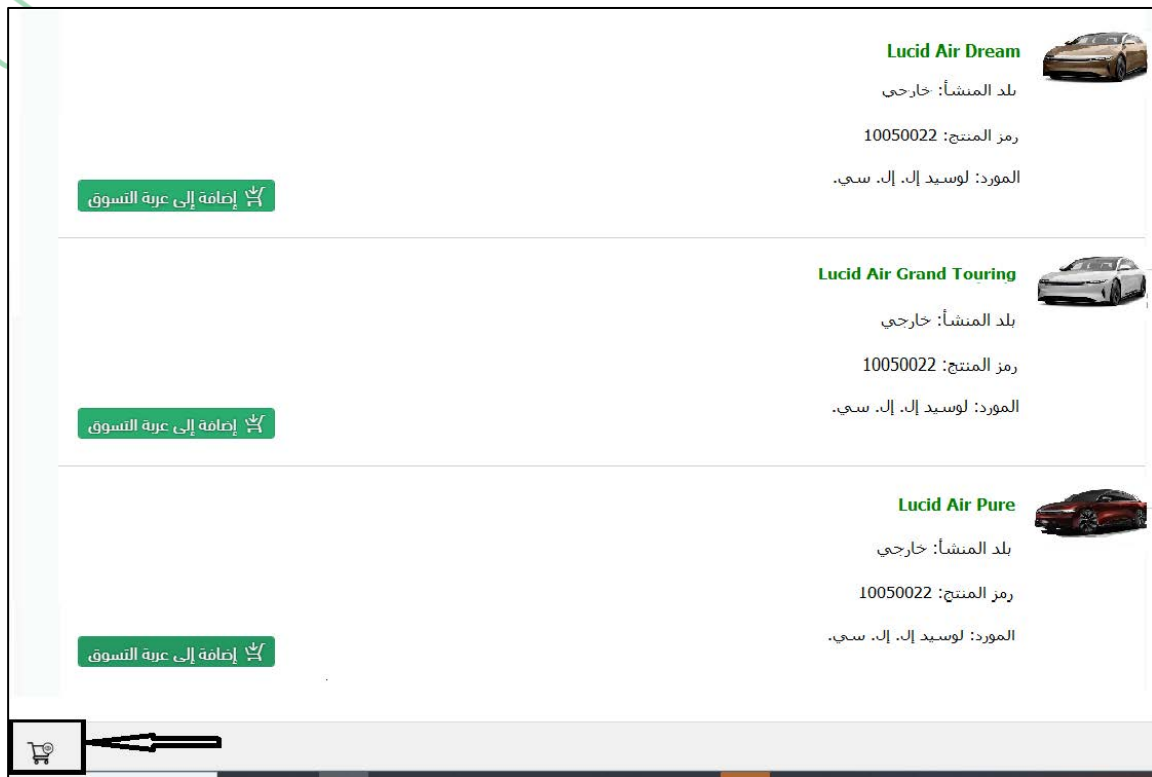 Lucid Air Dream
بلد المنشأ: خارجي
رمز المنتج: 10050022
المورد: لوسيد إل. إل. سي.
إضافة إلى عربة التسوق
Lucid Air Grand Touring
بلد المنشأ: خارجي
رمز المنتج: 10050022
المورد: لوسيد إل. إل. سي.
إضافة إلى عربة التسوق
Lucid Air Pure
بلد المنشأ: خارجي
رمز المنتج: 10050022
المورد: لوسيد إل. إل. سي.
إضافة إلى عربة التسوق